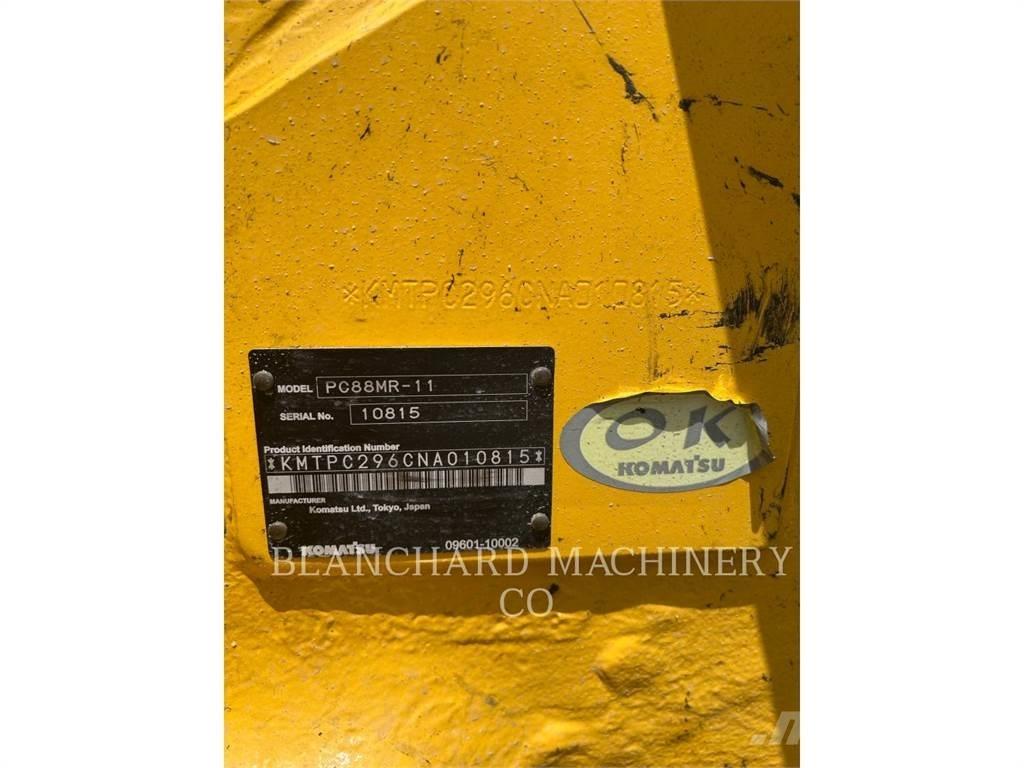 *KMTPC296CNA010815*
MODEL PC88MR-11
SERIAL No. 10815
Product Identification Number
*KMTPC296CNA010815*
MANUFACTURER
Komatsu Ltd., Tokyo, Japan
KOMATSU 09601-10002
OK
KOMATSU
BLANCHARD MACHINERY
CO.